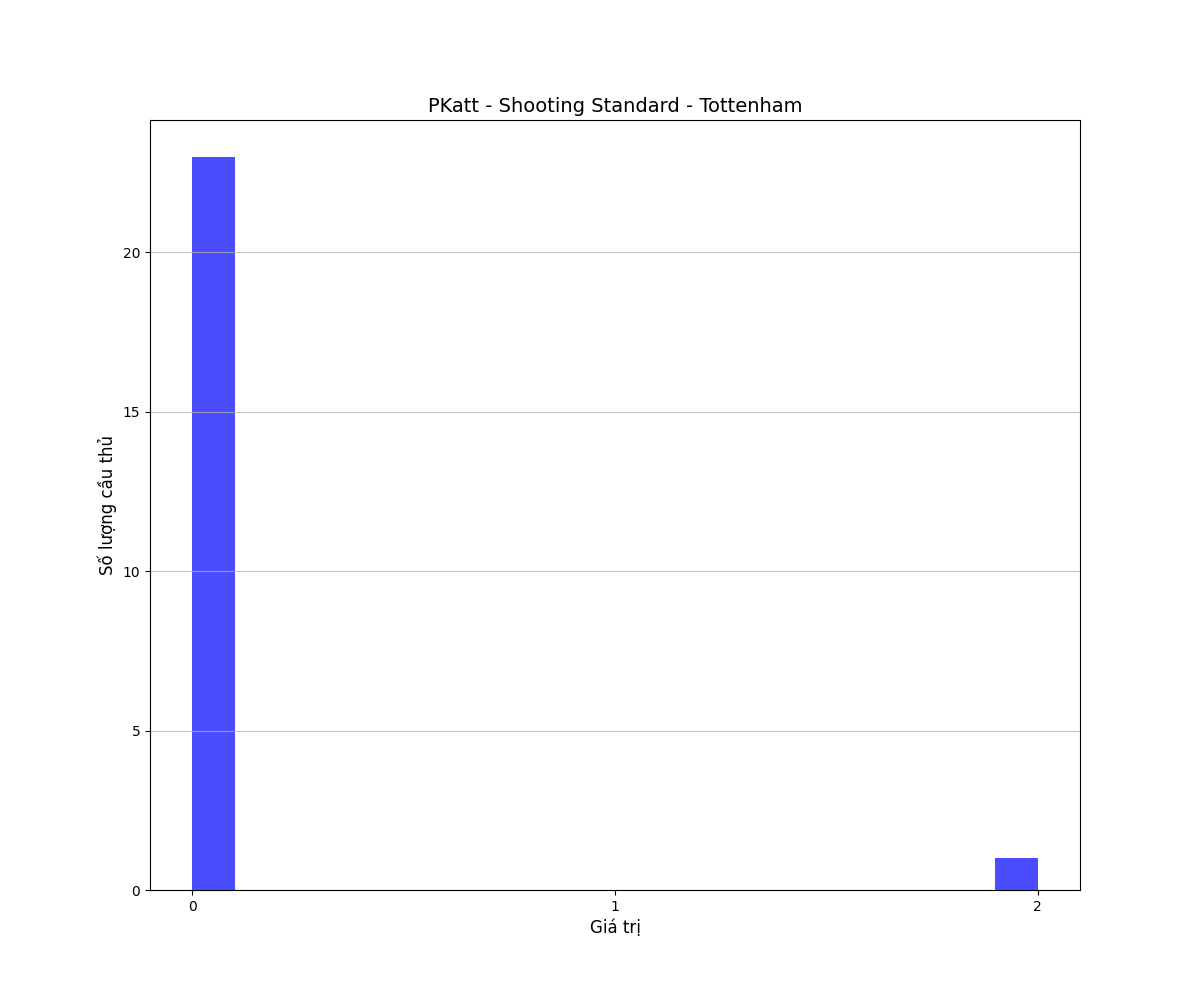 PKatt - Shooting Standard - Tottenham
20
15
10
5
0
Số lượng cầu thủ
0 1 2
Giá trị